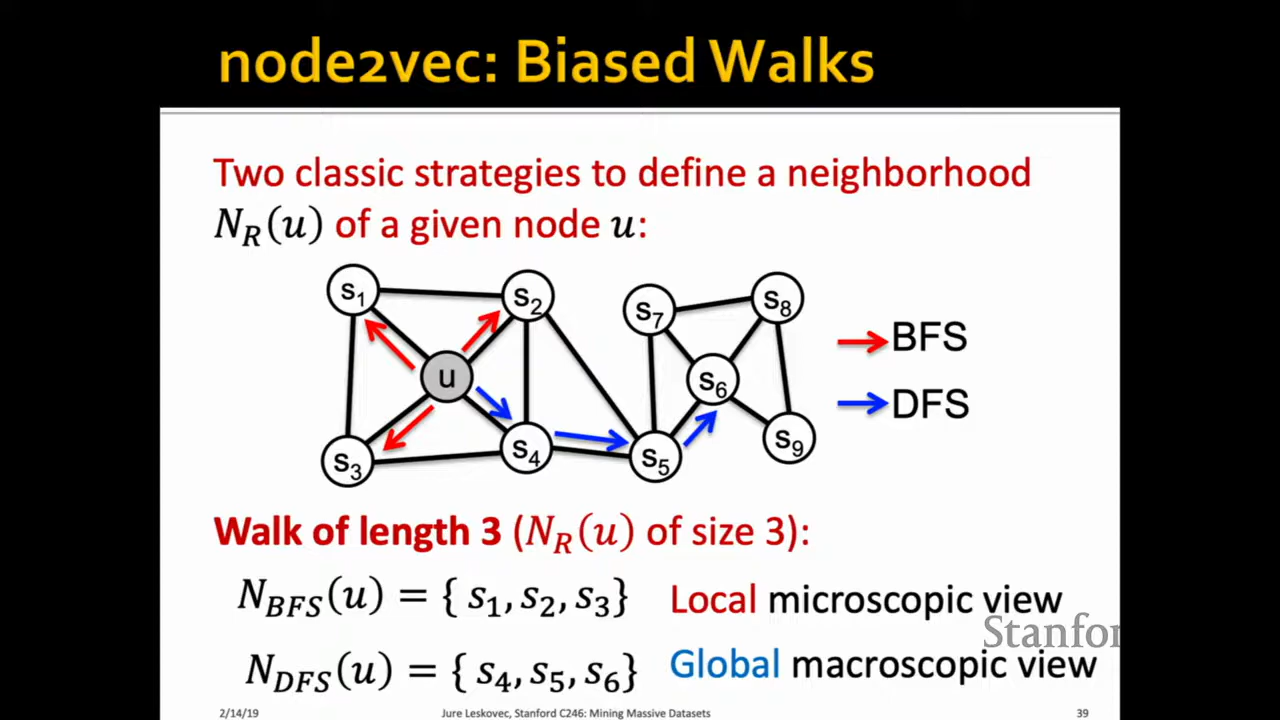 node2vec: Biased Walks
Two classic strategies to define a neighborhood
N_R(u) of a given node u:
s₁
s₂
s₇
s₈
BFS
u
s₆
DFS
s₃
s₄
s₅
s₉
Walk of length 3 (N_R(u) of size 3):
N_BFS(u) = { s₁, s₂, s₃} Local microscopic view
Stanfor
N_DFS(u) = { s₄, s₅, s₆} Global macroscopic view
2/14/19 Jure Leskovec, Stanford C246: Mining Massive Datasets 39